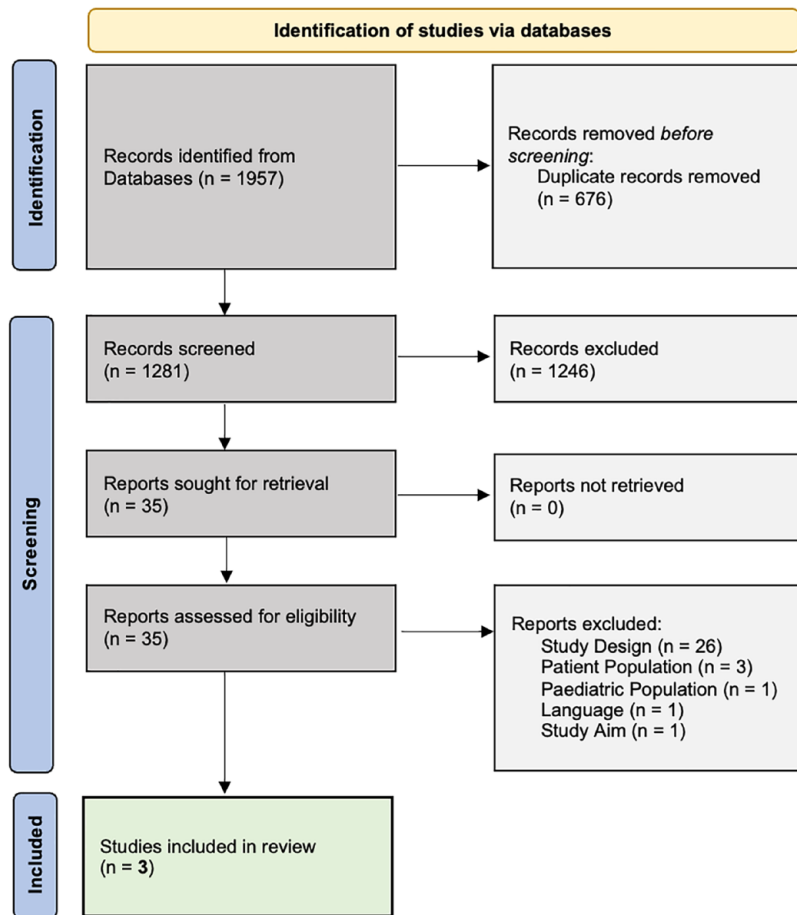 Identification of studies via databases
Identification
Records identified from
Databases (n = 1957)
Records removed before
screening:
Duplicate records removed
(n = 676)
Screening
Records screened
(n = 1281)
Records excluded
(n = 1246)
Reports sought for retrieval
(n = 35)
Reports not retrieved
(n = 0)
Reports assessed for eligibility
(n = 35)
Reports excluded:
Study Design (n = 26)
Patient Population (n = 3)
Paediatric Population (n = 1)
Language (n = 1)
Study Aim (n = 1)
Included
Studies included in review
(n = 3)